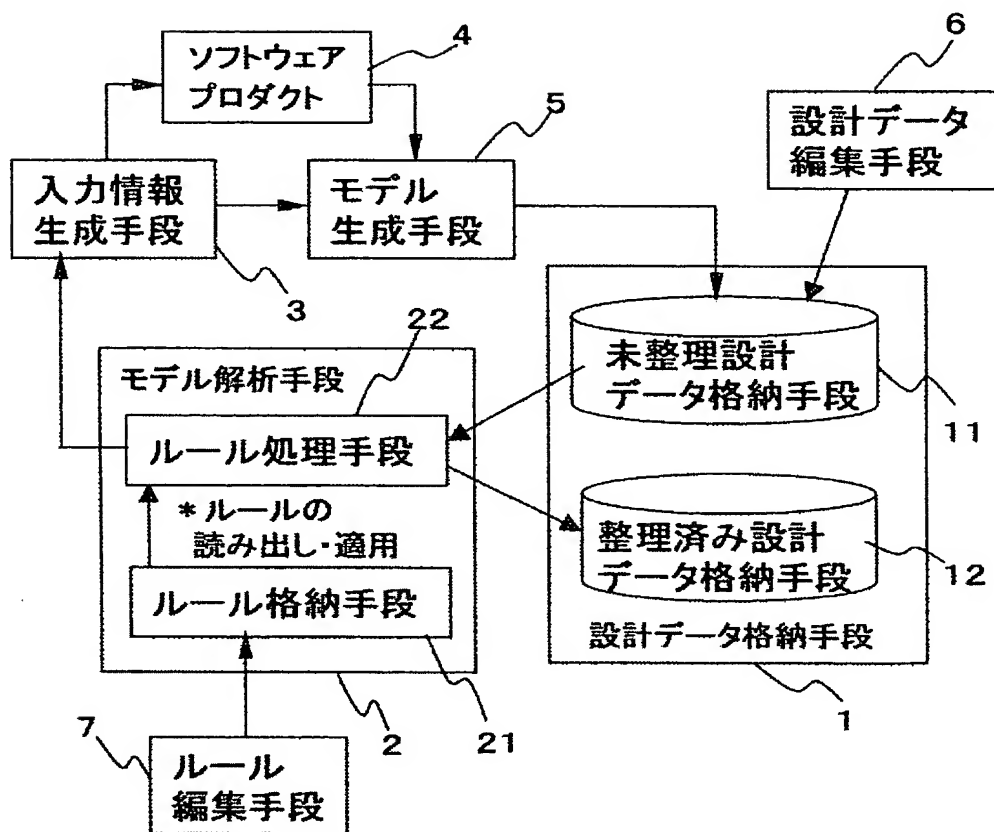 4
ソフトウェア
プロダクト
6
設計データ
編集手段
5
入力情報
生成手段
モデル
生成手段
3
22
モデル解析手段
ルール処理手段
未整理設計
データ格納手段
11
*ルールの
読み出し・適用
整理済み設計
データ格納手段
12
ルール格納手段
設計データ格納手段
7
2
21
1
ルール
編集手段